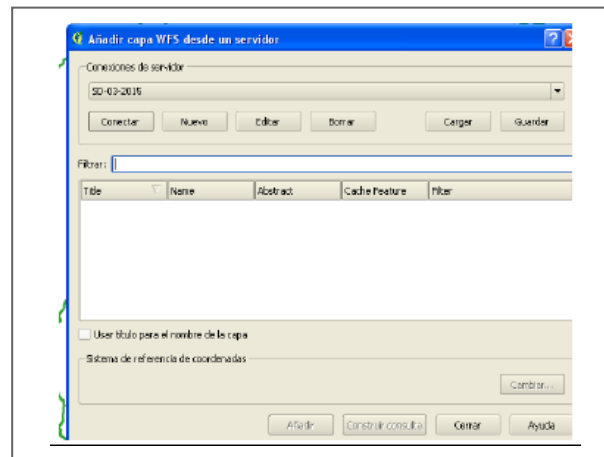 Añadir capa WFS desde un servidor
Conexiones de servidor
SD-03-2015
Conectar Nuevo Editar Borrar Cargar Guardar
Filtrar:
Title Name Abstract Cache Feature Filter
Usar título para el nombre de la capa
Sistema de referencia de coordenadas
Cambiar...
Añadir Construir consulta Cerrar Ayuda